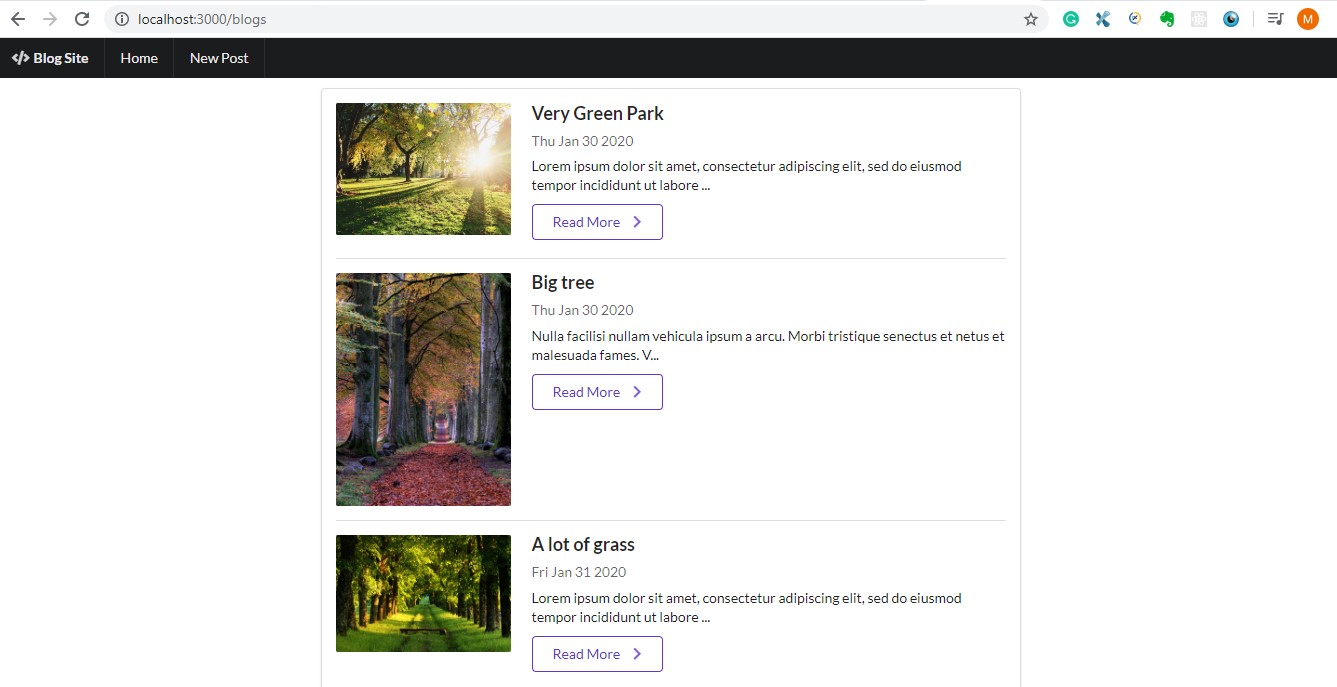 localhost:3000/blogs
M
Blog Site Home New Post
Very Green Park
Thu Jan 30 2020
Lorem ipsum dolor sit amet, consectetur adipiscing elit, sed do eiusmod
tempor incididunt ut labore ...
Read More
Big tree
Thu Jan 30 2020
Nulla facilisi nullam vehicula ipsum a arcu. Morbi tristique senectus et netus et
malesuada fames. V...
Read More
A lot of grass
Fri Jan 31 2020
Lorem ipsum dolor sit amet, consectetur adipiscing elit, sed do eiusmod
tempor incididunt ut labore ...
Read More